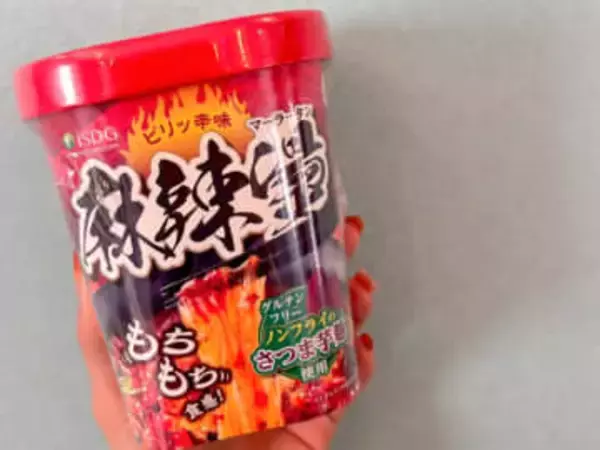 ISDG
ピリッ辛味
マーラータン
麻辣湯
もち
もち
食感!
グルテン
フリー
ノンフライの
さつま芋麺
使用